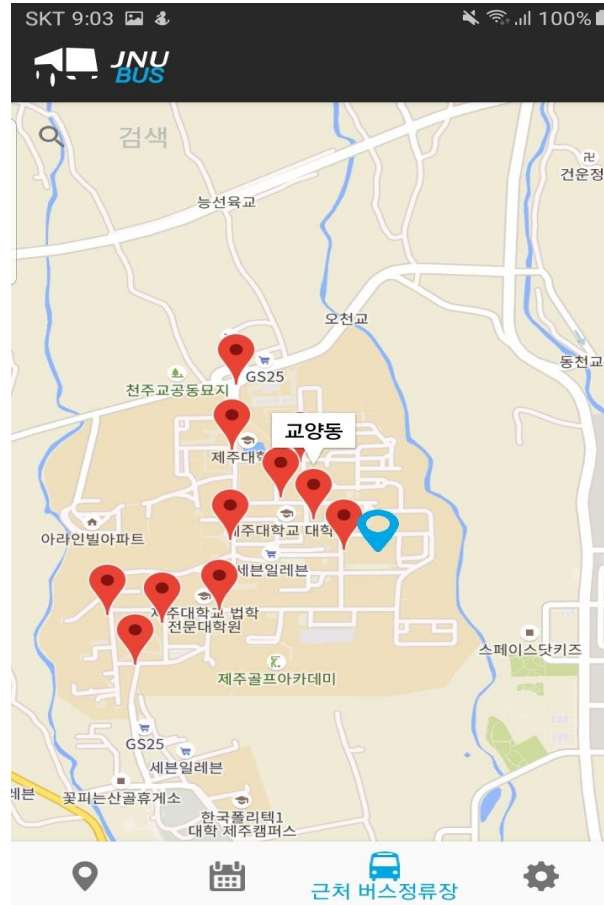 SKT 9:03
100%
JNU
BUS
검색
건운정
능선육교
오천교
동천교
GS25
천주교공동묘지
교양동
제주대학
제주대학교 대학
아라인빌아파트
세븐일레븐
제주대학교 법학
전문대학원
스페이스닷키즈
제주골프아카데미
GS25
세븐일레븐
레븐
꽃피는산골휴게소
한국폴리텍1
대학 제주캠퍼스
근처 버스정류장